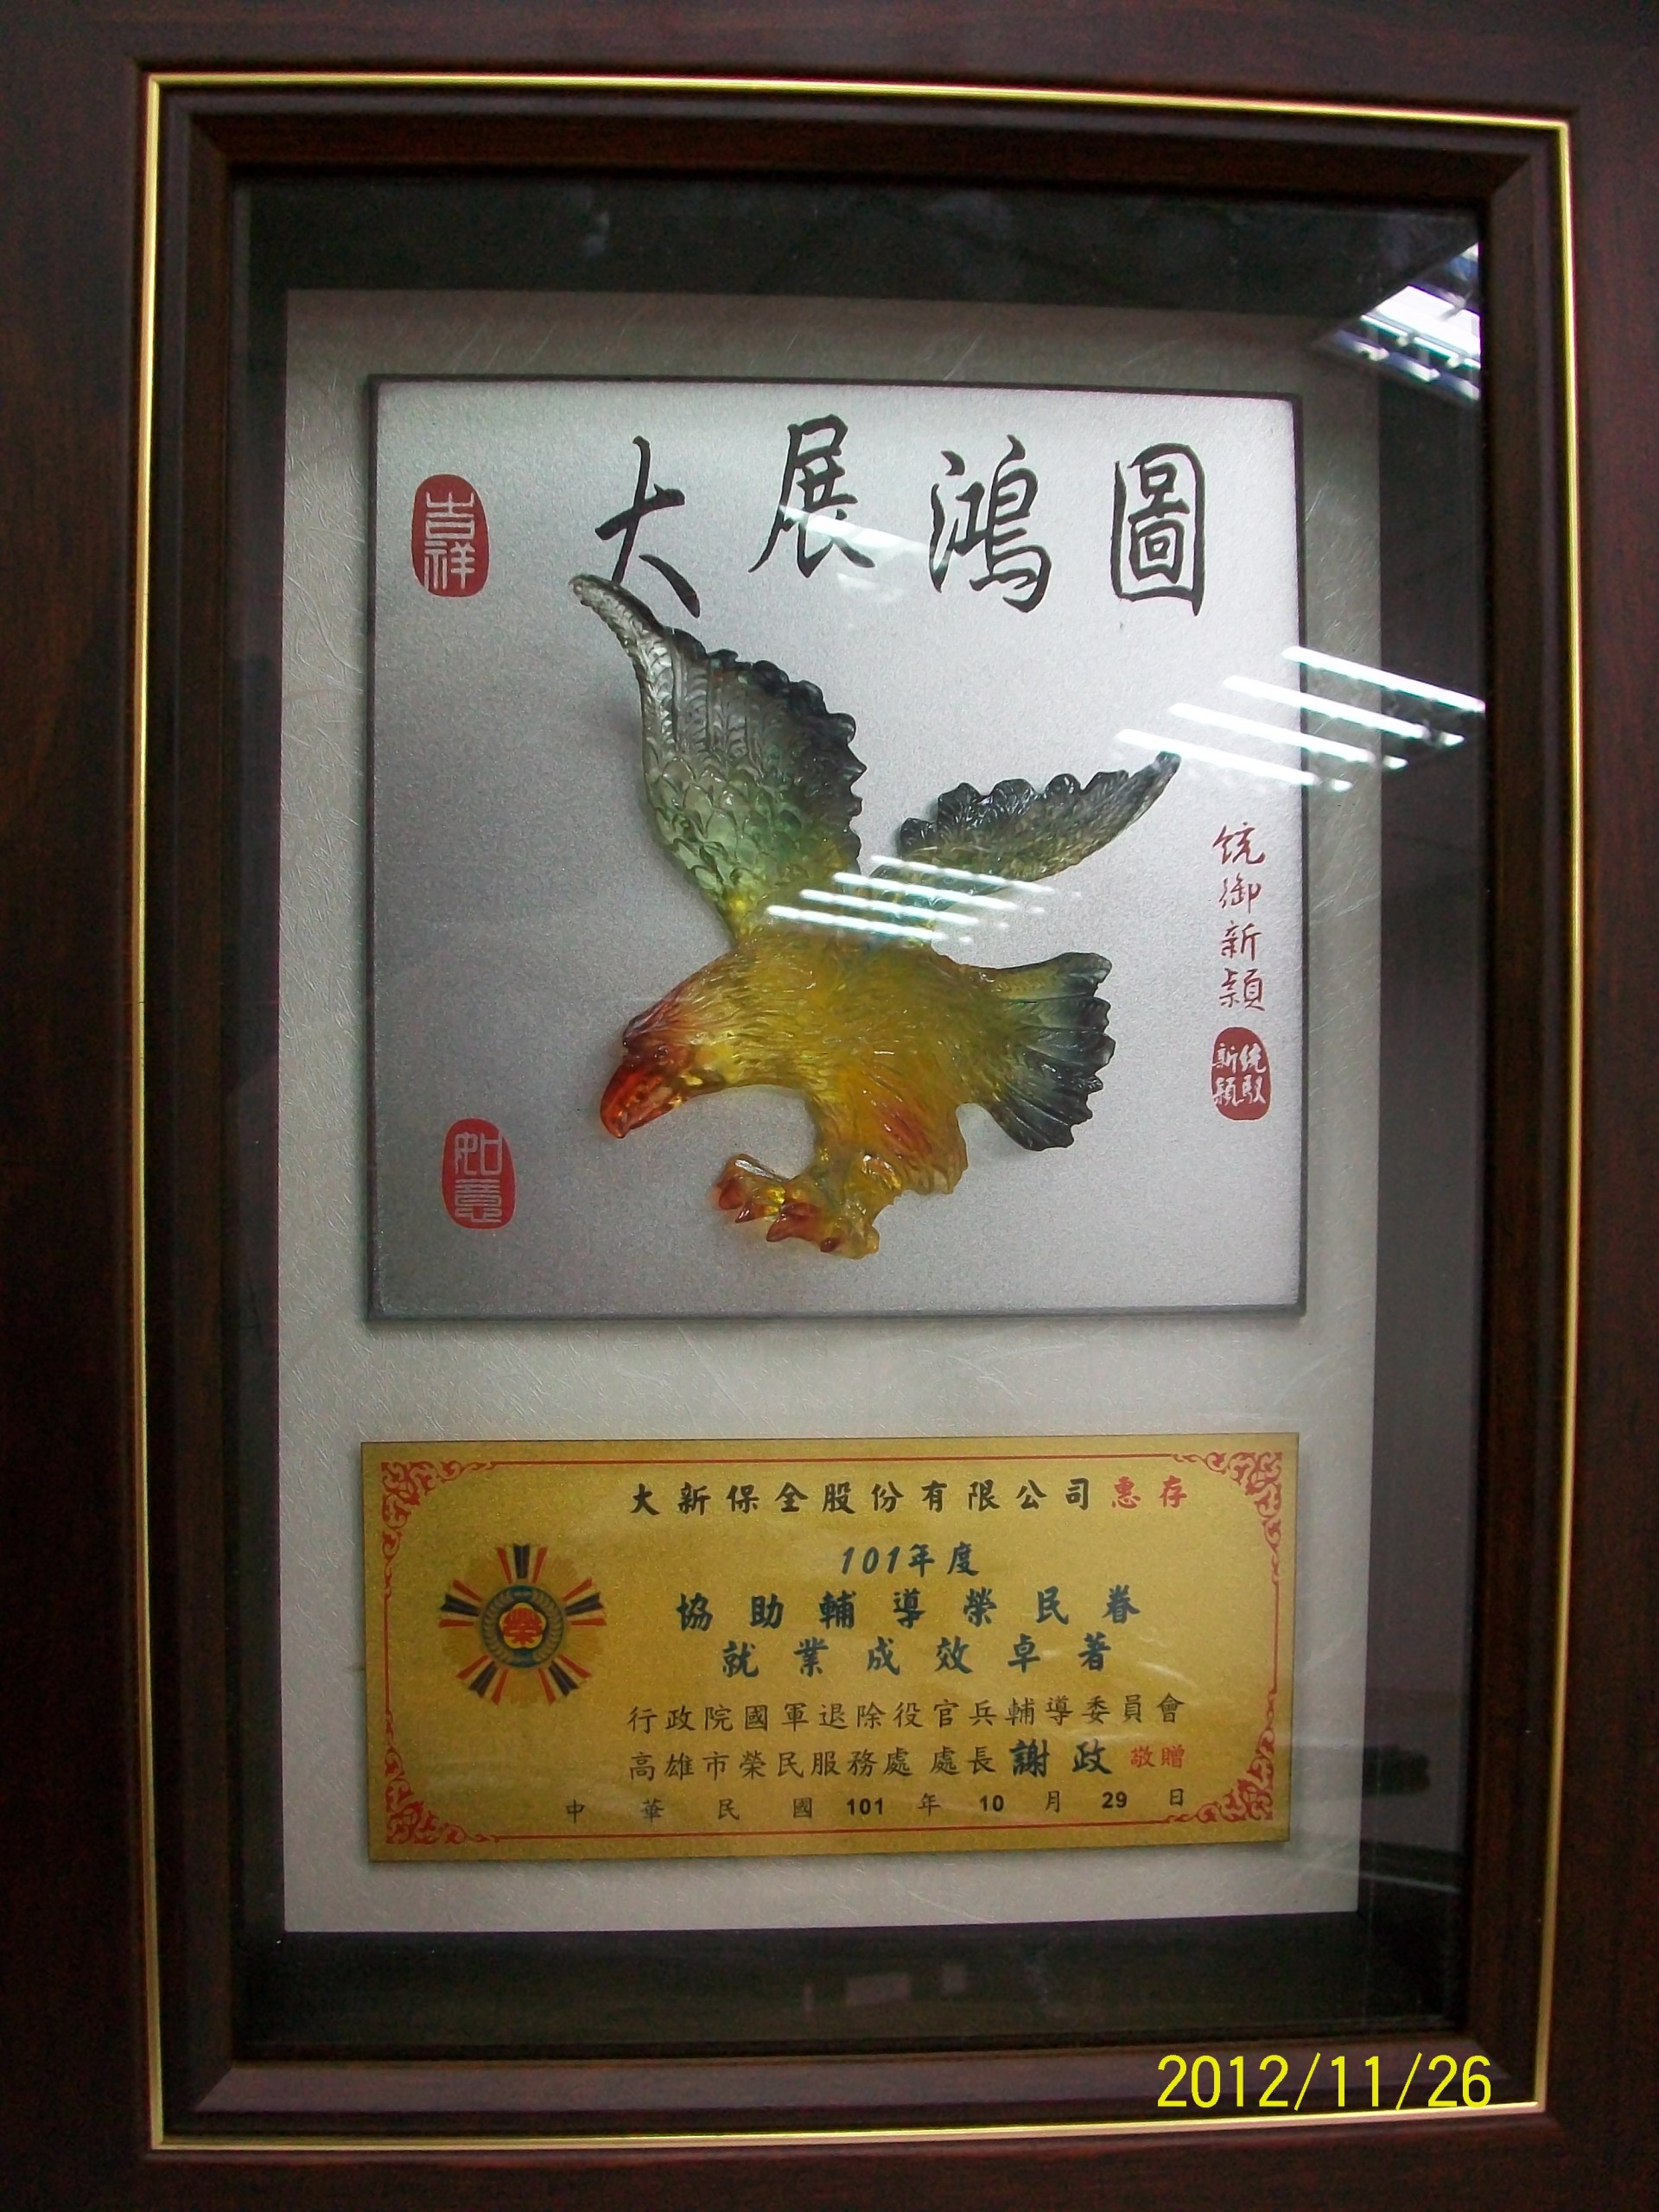 大展鴻圖
吉祥
統御新穎
統馭新穎
如意
大新保全股份有限公司 惠存
101年度
協助輔導榮民眷
就業成效卓著
榮
行政院國軍退除役官兵輔導委員會
高雄市榮民服務處 處長 謝政 敬贈
中華民國 101 年 10 月 29 日
2012/11/26